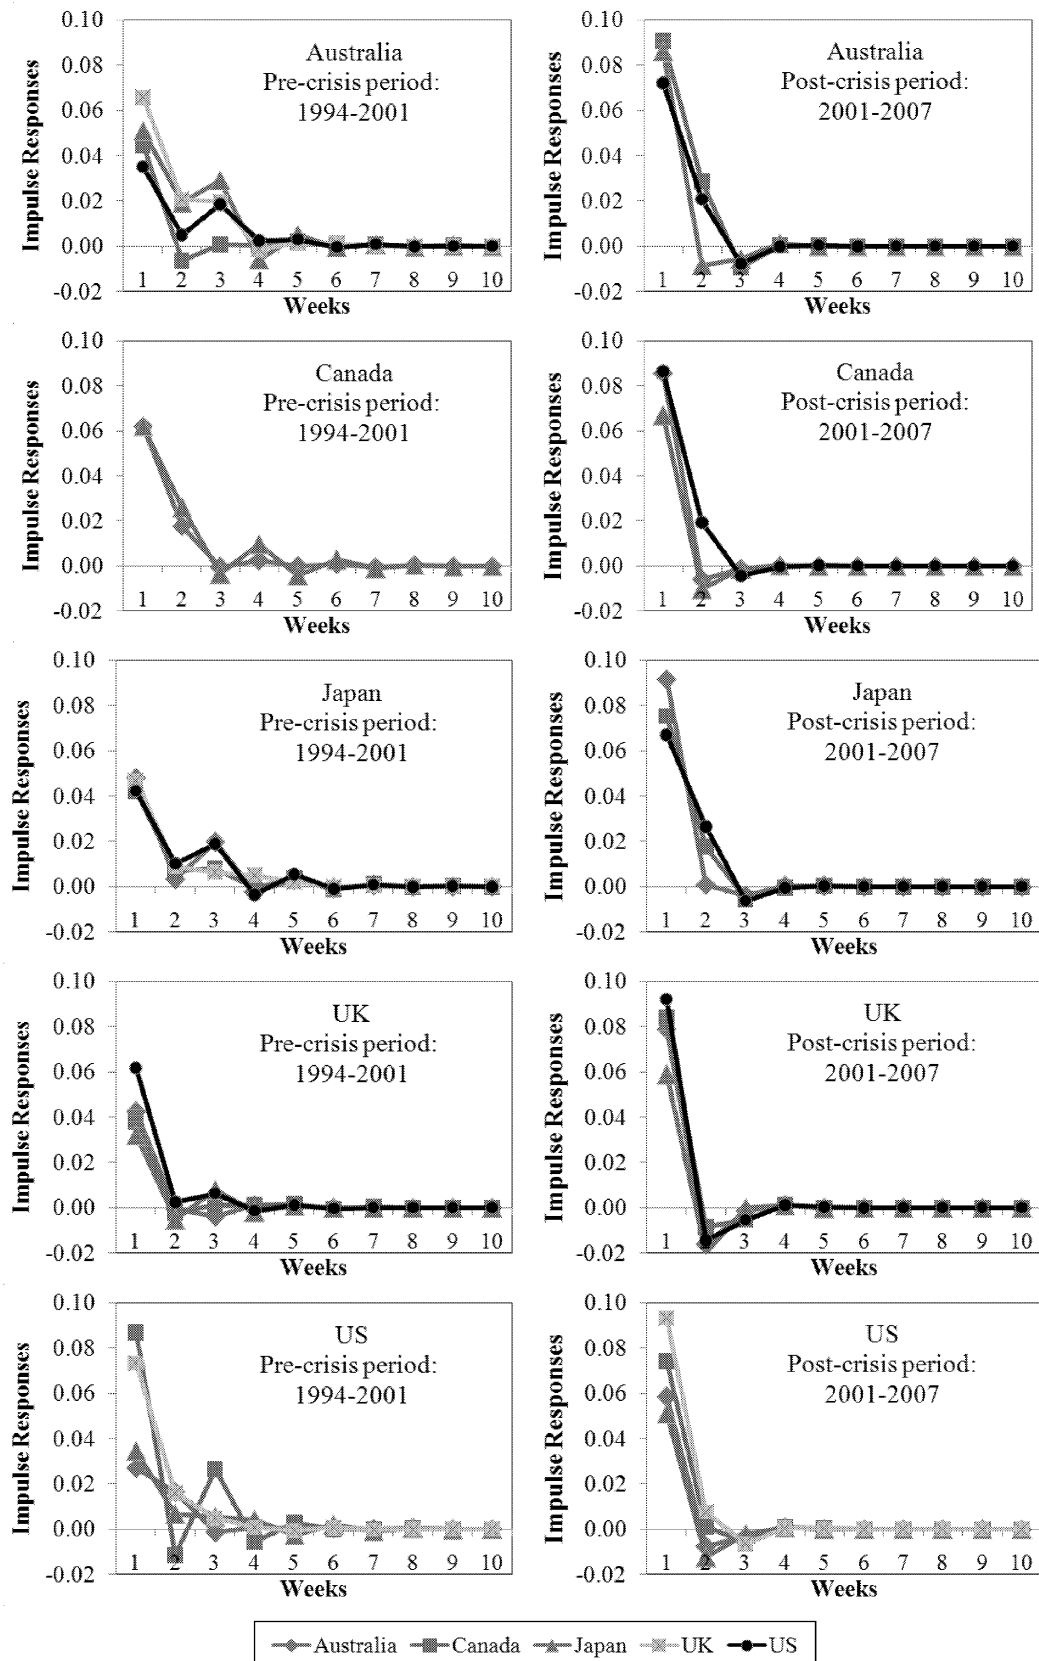 Impulse Responses
0.10
0.08
0.06
0.04
0.02
0.00
-0.02
Australia
Pre-crisis period:
1994-2001
1 2 3 4 5 6 7 8 9 10
Weeks
Impulse Responses
0.10
0.08
0.06
0.04
0.02
0.00
-0.02
Australia
Post-crisis period:
2001-2007
1 2 3 4 5 6 7 8 9 10
Weeks
Impulse Responses
0.10
0.08
0.06
0.04
0.02
0.00
-0.02
Canada
Pre-crisis period:
1994-2001
1 2 3 4 5 6 7 8 9 10
Weeks
Impulse Responses
0.10
0.08
0.06
0.04
0.02
0.00
-0.02
Canada
Post-crisis period:
2001-2007
1 2 3 4 5 6 7 8 9 10
Weeks
Impulse Responses
0.10
0.08
0.06
0.04
0.02
0.00
-0.02
Japan
Pre-crisis period:
1994-2001
1 2 3 4 5 6 7 8 9 10
Weeks
Impulse Responses
0.10
0.08
0.06
0.04
0.02
0.00
-0.02
Japan
Post-crisis period:
2001-2007
1 2 3 4 5 6 7 8 9 10
Weeks
Impulse Responses
0.10
0.08
0.06
0.04
0.02
0.00
-0.02
UK
Pre-crisis period:
1994-2001
1 2 3 4 5 6 7 8 9 10
Weeks
Impulse Responses
0.10
0.08
0.06
0.04
0.02
0.00
-0.02
UK
Post-crisis period:
2001-2007
1 2 3 4 5 6 7 8 9 10
Weeks
Impulse Responses
0.10
0.08
0.06
0.04
0.02
0.00
-0.02
US
Pre-crisis period:
1994-2001
1 2 3 4 5 6 7 8 9 10
Weeks
Impulse Responses
0.10
0.08
0.06
0.04
0.02
0.00
-0.02
US
Post-crisis period:
2001-2007
1 2 3 4 5 6 7 8 9 10
Weeks
Australia Canada Japan UK US